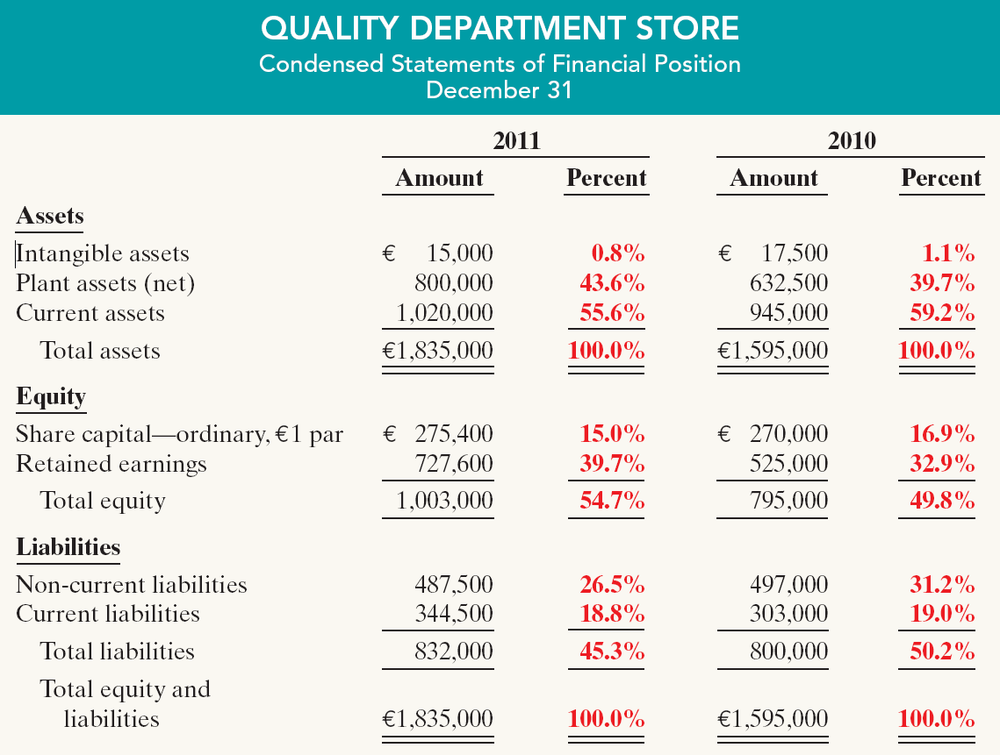 QUALITY DEPARTMENT STORE
Condensed Statements of Financial Position
December 31
2011 2010
Amount Percent Amount Percent
Assets
Intangible assets € 15,000 0.8% € 17,500 1.1%
Plant assets (net) 800,000 43.6% 632,500 39.7%
Current assets 1,020,000 55.6% 945,000 59.2%
Total assets €1,835,000 100.0% €1,595,000 100.0%
Equity
Share capital—ordinary, €1 par € 275,400 15.0% € 270,000 16.9%
Retained earnings 727,600 39.7% 525,000 32.9%
Total equity 1,003,000 54.7% 795,000 49.8%
Liabilities
Non-current liabilities 487,500 26.5% 497,000 31.2%
Current liabilities 344,500 18.8% 303,000 19.0%
Total liabilities 832,000 45.3% 800,000 50.2%
Total equity and
liabilities €1,835,000 100.0% €1,595,000 100.0%